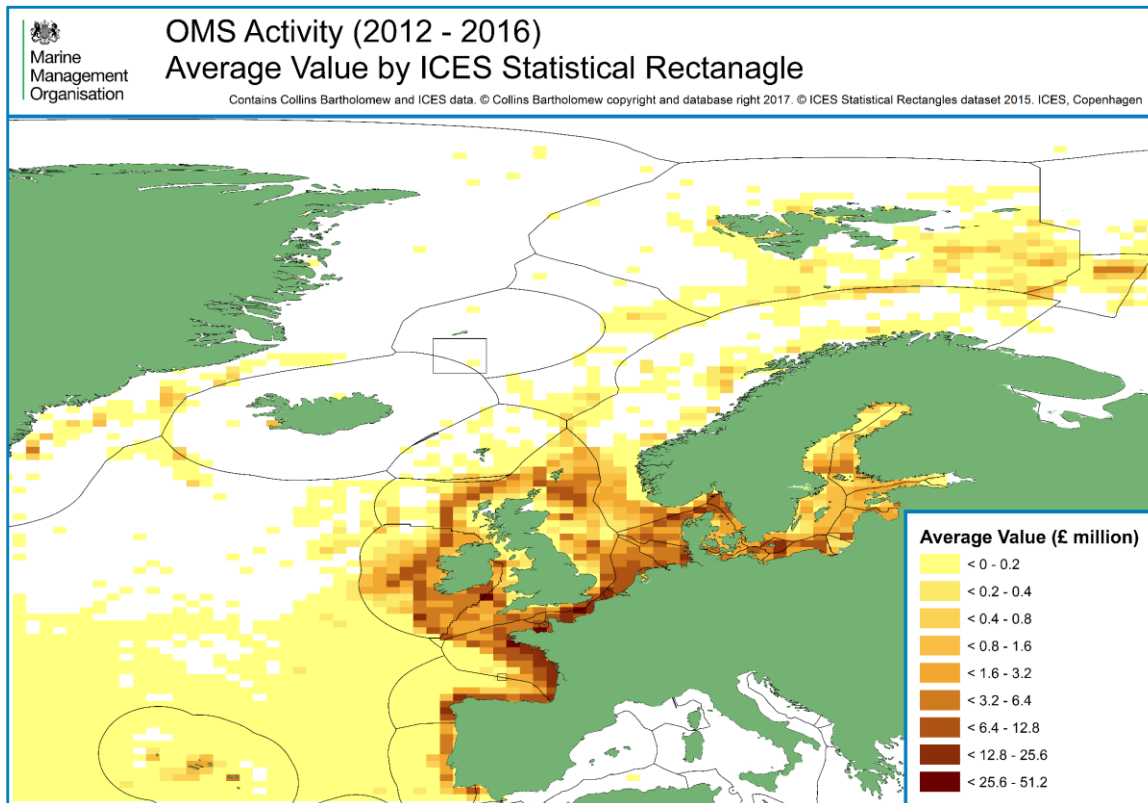 Marine
Management
Organisation
OMS Activity (2012 - 2016)
Average Value by ICES Statistical Rectanagle
Contains Collins Bartholomew and ICES data. © Collins Bartholomew copyright and database right 2017. © ICES Statistical Rectangles dataset 2015. ICES, Copenhagen
Average Value (£ million)
< 0 - 0.2
< 0.2 - 0.4
< 0.4 - 0.8
< 0.8 - 1.6
< 1.6 - 3.2
< 3.2 - 6.4
< 6.4 - 12.8
< 12.8 - 25.6
< 25.6 - 51.2